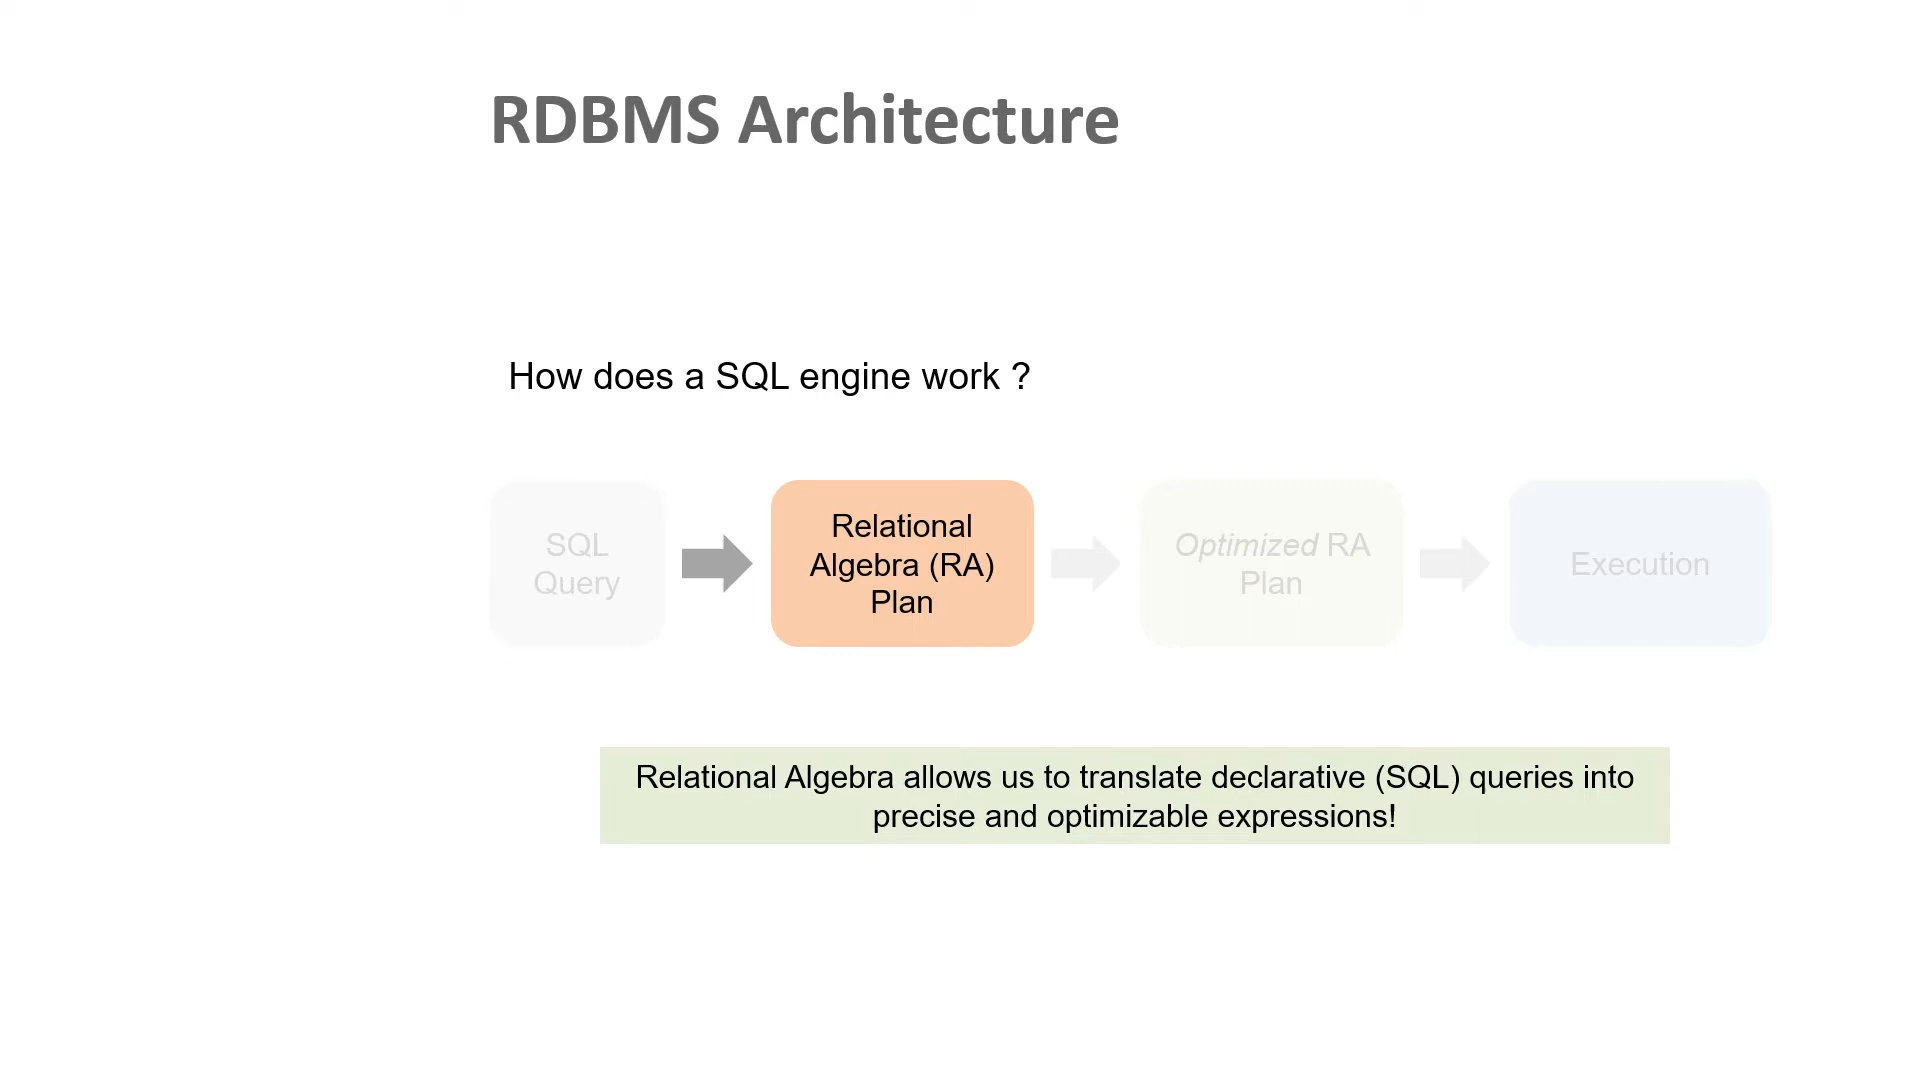 RDBMS Architecture
How does a SQL engine work ?
SQL
Query
Relational
Algebra (RA)
Plan
Optimized RA
Plan
Execution
Relational Algebra allows us to translate declarative (SQL) queries into
precise and optimizable expressions!